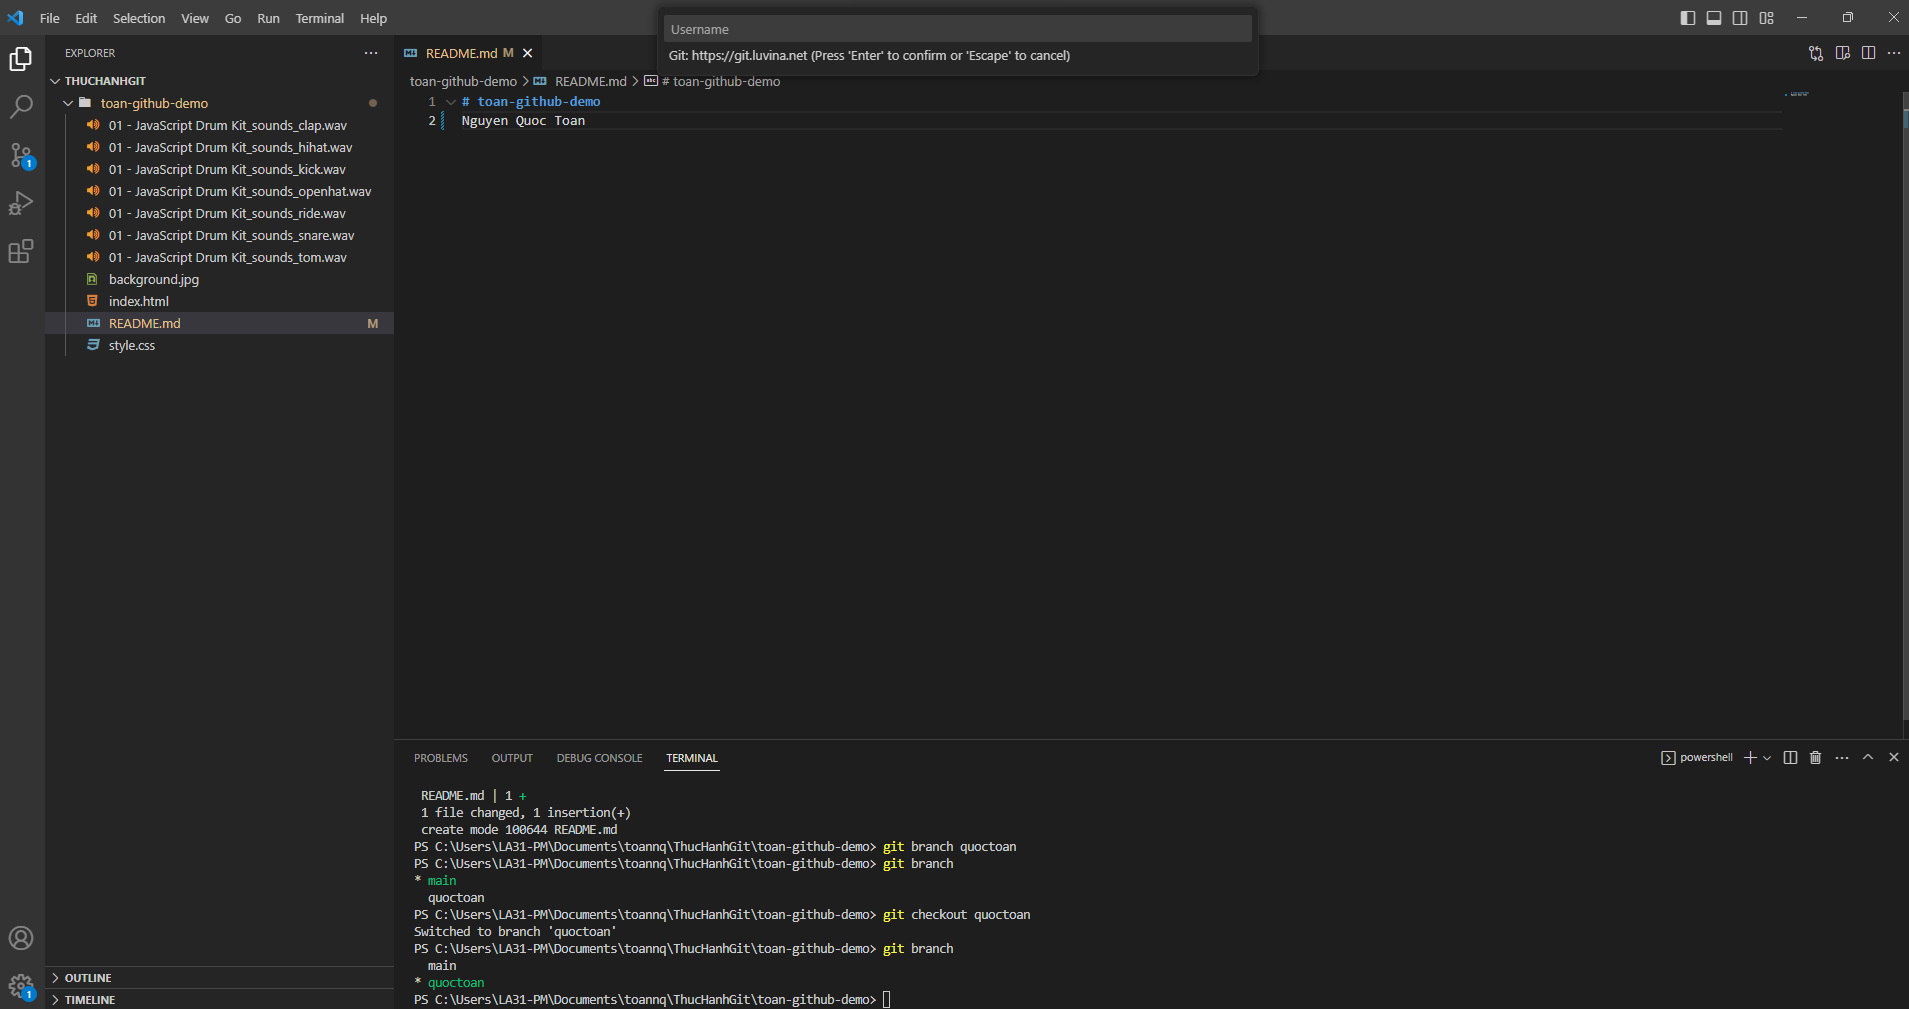 File Edit Selection View Go Run Terminal Help
Username
Git: https://git.luvina.net (Press 'Enter' to confirm or 'Escape' to cancel)
EXPLORER
THUCHANHGIT
toan-github-demo
01 - JavaScript Drum Kit_sounds_clap.wav
01 - JavaScript Drum Kit_sounds_hihat.wav
01 - JavaScript Drum Kit_sounds_kick.wav
01 - JavaScript Drum Kit_sounds_openhat.wav
01 - JavaScript Drum Kit_sounds_ride.wav
01 - JavaScript Drum Kit_sounds_snare.wav
01 - JavaScript Drum Kit_sounds_tom.wav
background.jpg
index.html
README.md M
style.css
OUTLINE
TIMELINE
1
1
README.md M
toan-github-demo > README.md > # toan-github-demo
1 # toan-github-demo
2 Nguyen Quoc Toan
PROBLEMS OUTPUT DEBUG CONSOLE TERMINAL
powershell
README.md | 1 +
1 file changed, 1 insertion(+)
create mode 100644 README.md
PS C:\Users\LA31-PM\Documents\toannq\ThucHanhGit\toan-github-demo> git branch quoctoan
PS C:\Users\LA31-PM\Documents\toannq\ThucHanhGit\toan-github-demo> git branch
* main
quoctoan
PS C:\Users\LA31-PM\Documents\toannq\ThucHanhGit\toan-github-demo> git checkout quoctoan
Switched to branch 'quoctoan'
PS C:\Users\LA31-PM\Documents\toannq\ThucHanhGit\toan-github-demo> git branch
main
* quoctoan
PS C:\Users\LA31-PM\Documents\toannq\ThucHanhGit\toan-github-demo>